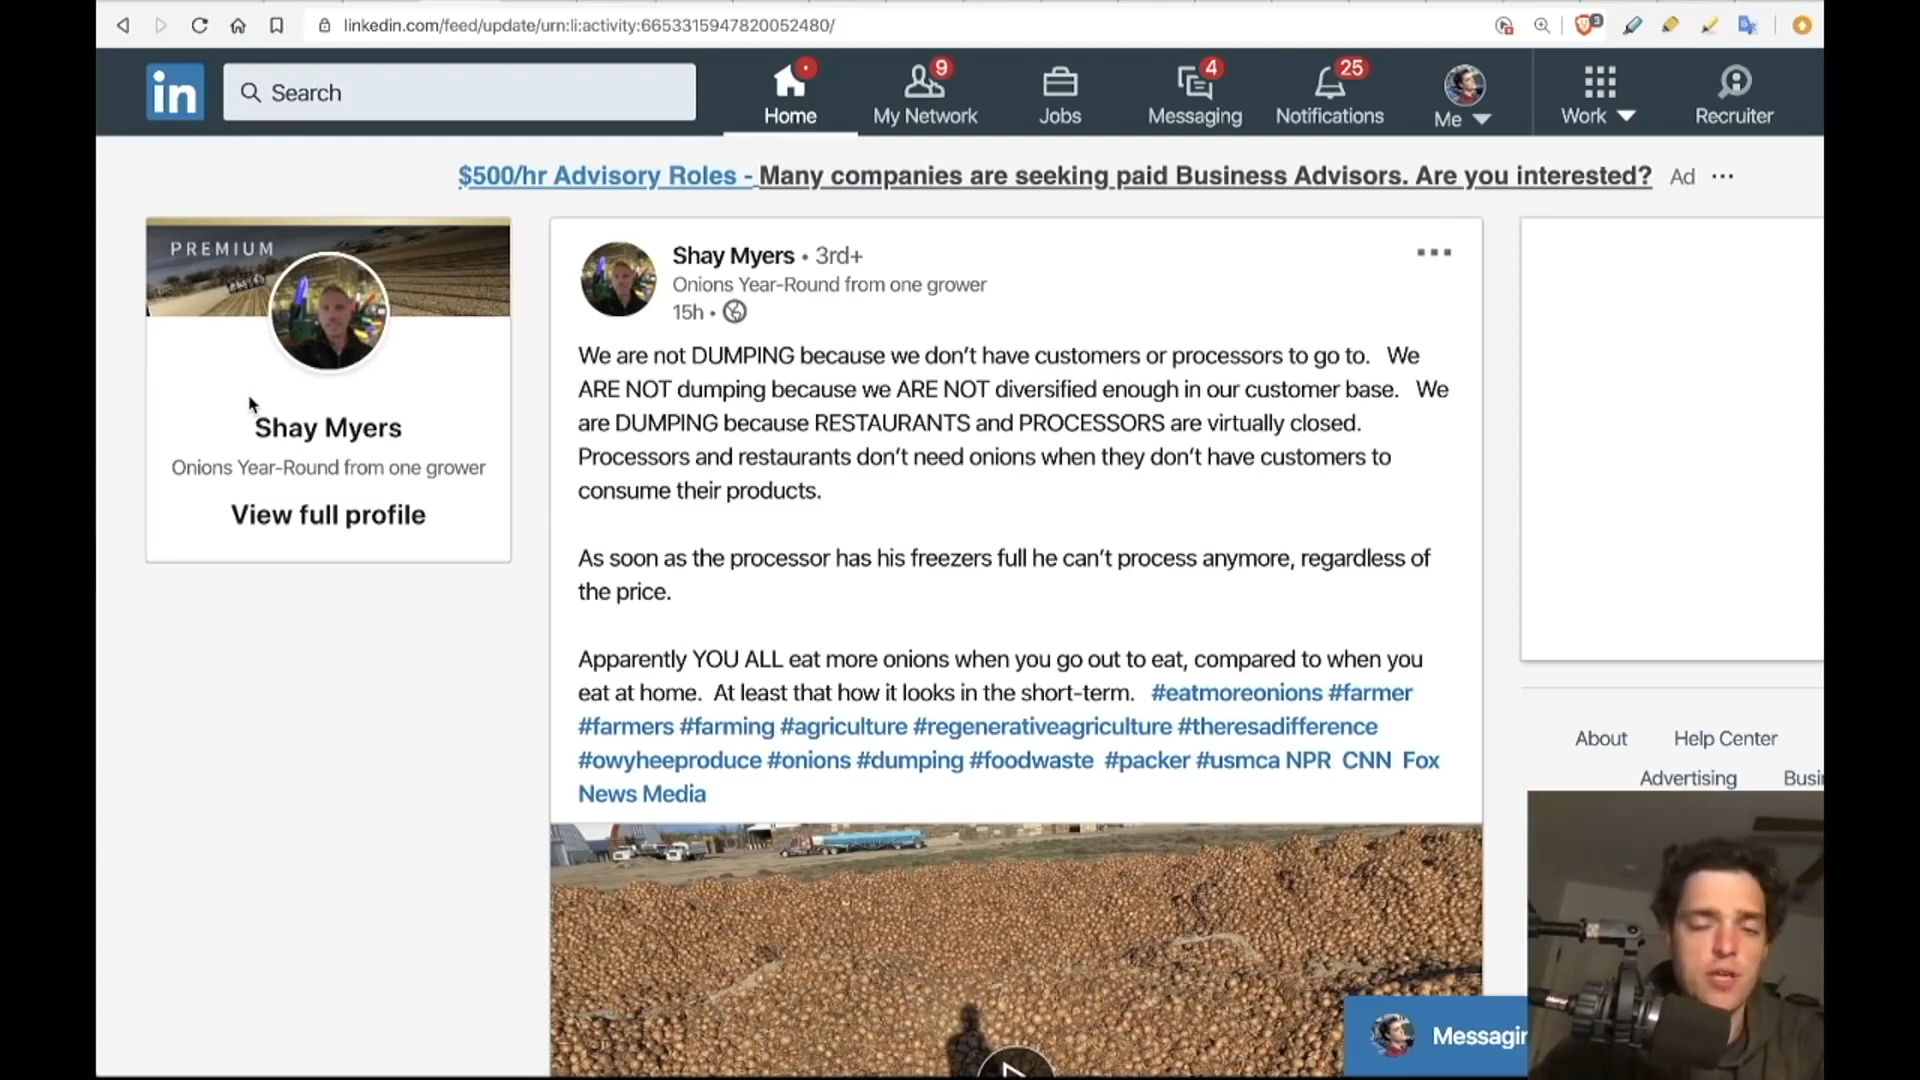 linkedin.com/feed/update/urn:li:activity:6653315947820052480/
3
in
Search
9
4
25
Home
My Network
Jobs
Messaging
Notifications
Me
Work
Recruiter
$500/hr Advisory Roles - Many companies are seeking paid Business Advisors. Are you interested?
Ad ···
PREMIUM
Shay Myers
Onions Year-Round from one grower
View full profile
Shay Myers • 3rd+
Onions Year-Round from one grower
15h •
We are not DUMPING because we don’t have customers or processors to go to. We
ARE NOT dumping because we ARE NOT diversified enough in our customer base. We
are DUMPING because RESTAURANTS and PROCESSORS are virtually closed.
Processors and restaurants don’t need onions when they don’t have customers to
consume their products.
As soon as the processor has his freezers full he can’t process anymore, regardless of
the price.
Apparently YOU ALL eat more onions when you go out to eat, compared to when you
eat at home. At least that how it looks in the short-term. #eatmoreonions #farmer
#farmers #farming #agriculture #regenerativeagriculture #theresadifference
#owyheeproduce #onions #dumping #foodwaste #packer #usmca NPR CNN Fox
News Media
About
Help Center
Advertising
Busi
Messagin